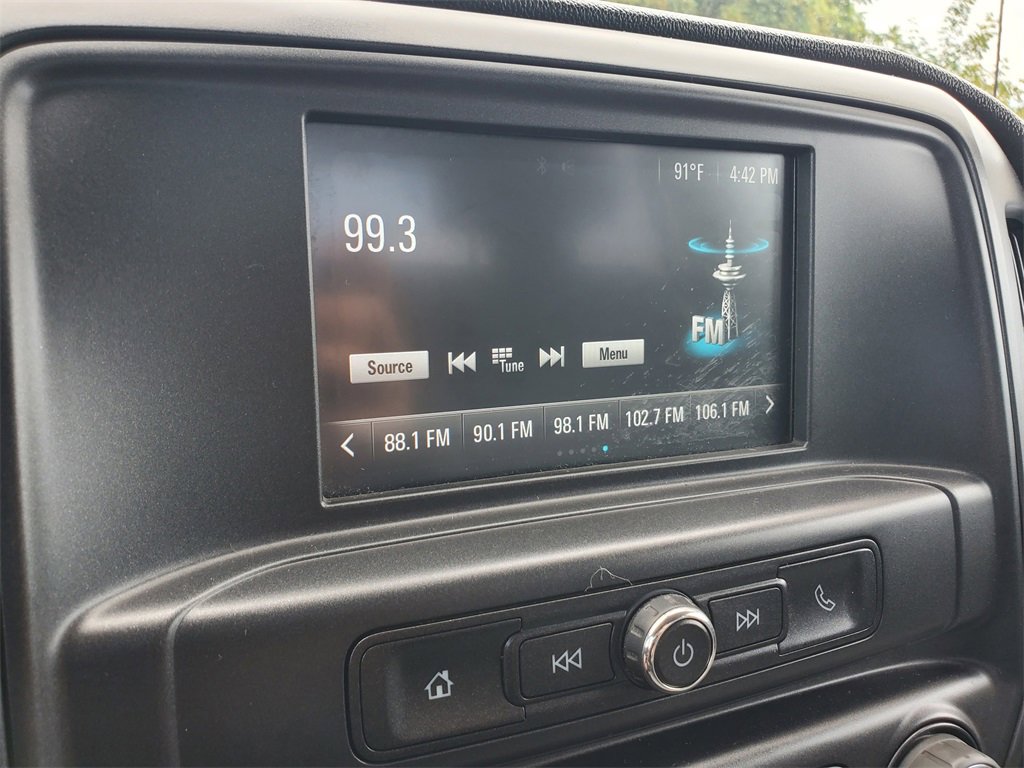 91°F 4:42 PM
99.3
FM
Source Tune Menu
88.1 FM 90.1 FM 98.1 FM 102.7 FM 106.1 FM